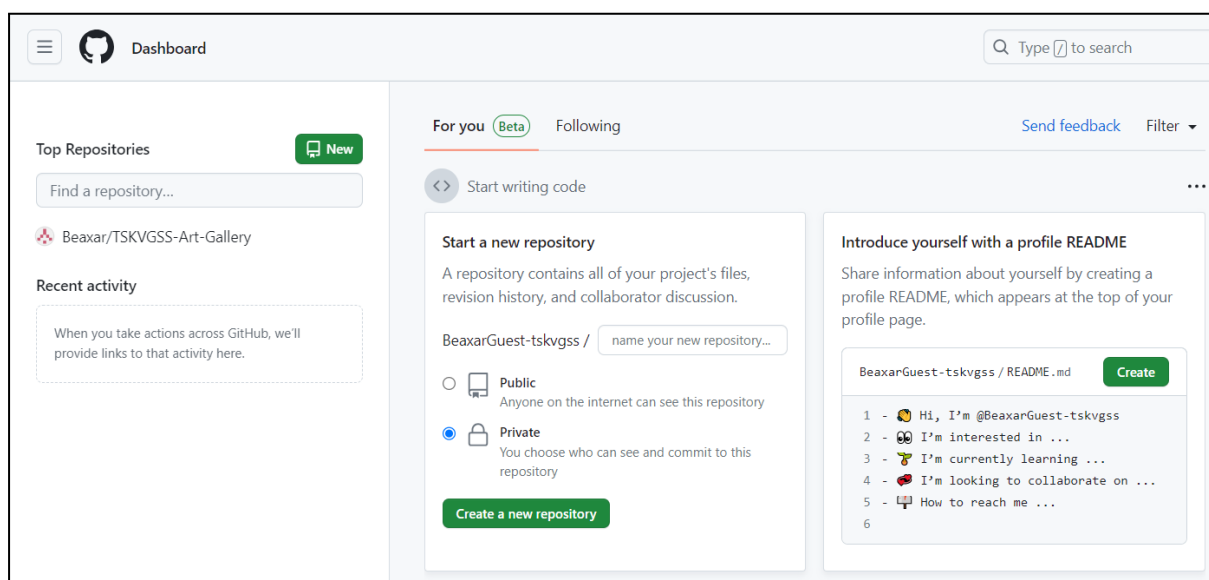 Dashboard
Type / to search
Top Repositories
New
Find a repository...
Beaxar/TSKVGSS-Art-Gallery
Recent activity
When you take actions across GitHub, we'll
provide links to that activity here.
For you Beta Following
Send feedback Filter
Start writing code
Start a new repository
A repository contains all of your project's files,
revision history, and collaborator discussion.
BeaxarGuest-tskvgss / name your new repository...
Public
Anyone on the internet can see this repository
Private
You choose who can see and commit to this
repository
Create a new repository
Introduce yourself with a profile README
Share information about yourself by creating a
profile README, which appears at the top of your
profile page.
BeaxarGuest-tskvgss / README.md Create
1 - 👋 Hi, I’m @BeaxarGuest-tskvgss
2 - 👀 I’m interested in ...
3 - 🌱 I’m currently learning ...
4 - 💞️ I’m looking to collaborate on ...
5 - 📫 How to reach me ...
6